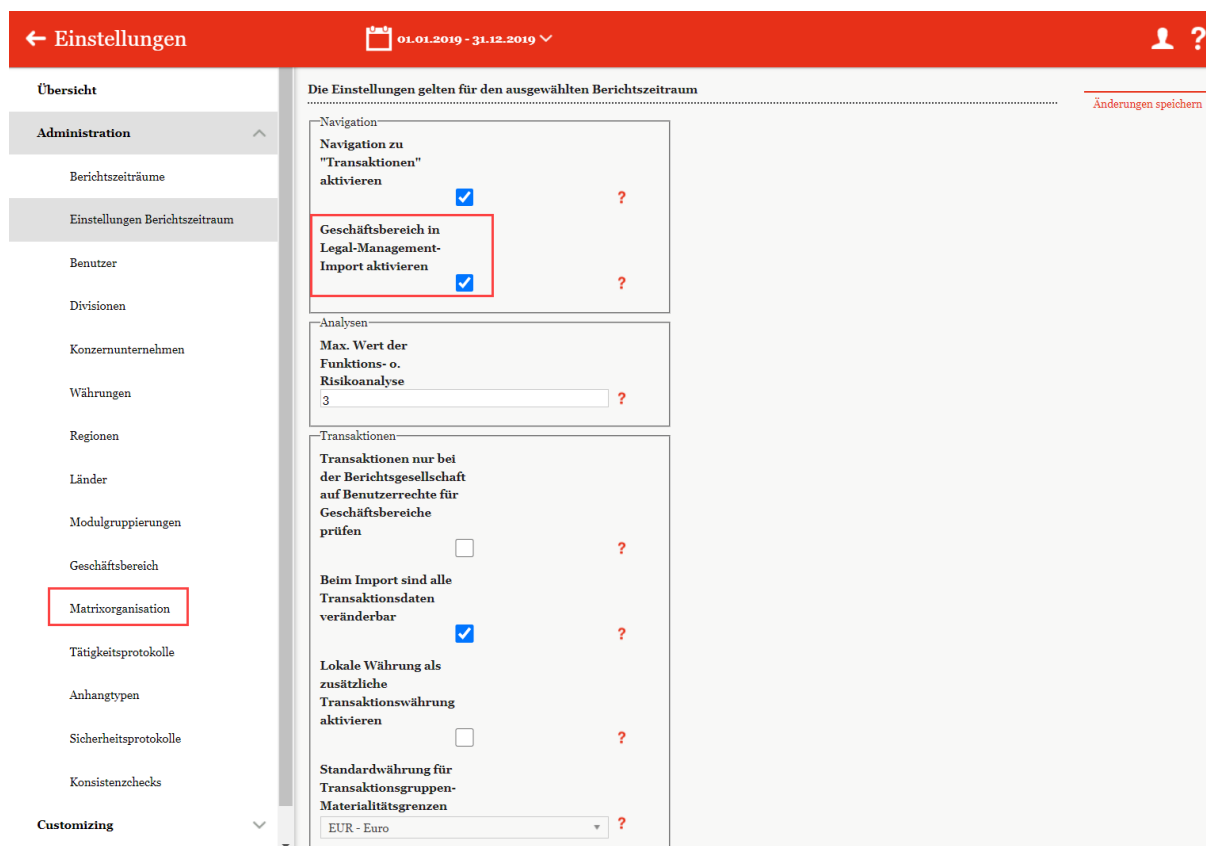 Einstellungen
01.01.2019 - 31.12.2019
?
Übersicht
Administration
Berichtszeiträume
Einstellungen Berichtszeitraum
Benutzer
Divisionen
Konzernunternehmen
Währungen
Regionen
Länder
Modulgruppierungen
Geschäftsbereich
Matrixorganisation
Tätigkeitsprotokolle
Anhangtypen
Sicherheitsprotokolle
Konsistenzchecks
Customizing
Die Einstellungen gelten für den ausgewählten Berichtszeitraum
Änderungen speichern
Navigation
Navigation zu
"Transaktionen"
aktivieren
?
Geschäftsbereich in
Legal-Management-
Import aktivieren
?
Analysen
Max. Wert der
Funktions- o.
Risikoanalyse
3
?
Transaktionen
Transaktionen nur bei
der Berichtsgesellschaft
auf Benutzerrechte für
Geschäftsbereiche
prüfen
?
Beim Import sind alle
Transaktionsdaten
veränderbar
?
Lokale Währung als
zusätzliche
Transaktionswährung
aktivieren
?
Standardwährung für
Transaktionsgruppen-
Materialitätsgrenzen
EUR - Euro
?